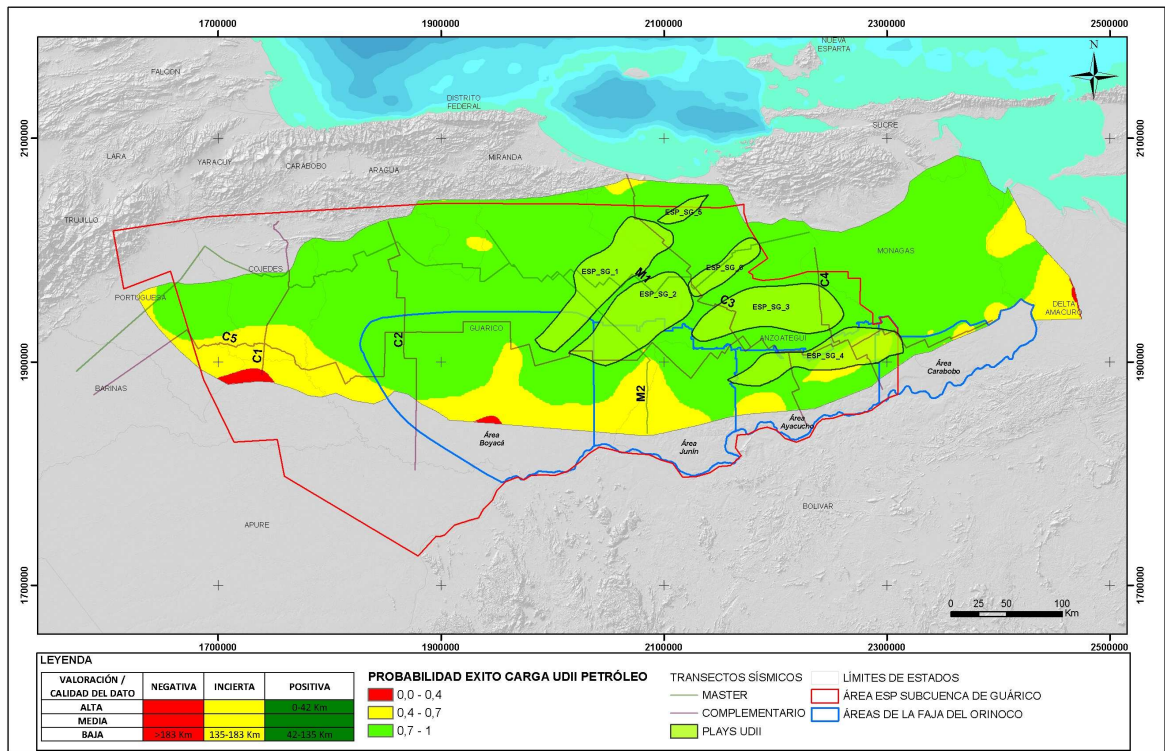 1700000 1900000 2100000 2300000 2500000
NUEVA
ESPARTA
N
FALCÓN
DISTRITO
FEDERAL
SUCRE
2100000
2100000
LARA
YARACUY
CARABOBO
ARAGUA
MIRANDA
TRUJILLO
ESP_SG_5
MONAGAS
COJEDES
ESP_SG_1
M1
ESP_SG_6
C4
PORTUGUESA
ESP_SG_2
C3
ESP_SG_3
DELTA
AMACURO
C5
C1
C2
GUARICO
ANZOATEGUI
ESP_SG_4
1900000
1900000
Área
Carabobo
BARINAS
M2
Área
Boyacá
Área
Junín
Área
Ayacucho
BOLIVAR
APURE
1700000
1700000
0 25 50 100
Km
1700000 1900000 2100000 2300000 2500000
LEYENDA
VALORACIÓN /
CALIDAD DEL DATO
NEGATIVA
INCIERTA
POSITIVA
ALTA
0-42 Km
MEDIA
BAJA
>183 Km
135-183 Km
42-135 Km
PROBABILIDAD EXITO CARGA UDII PETRÓLEO
0,0 - 0,4
0,4 - 0,7
0,7 - 1
TRANSECTOS SÍSMICOS
MASTER
COMPLEMENTARIO
PLAYS UDII
LÍMITES DE ESTADOS
ÁREA ESP SUBCUENCA DE GUÁRICO
ÁREAS DE LA FAJA DEL ORINOCO